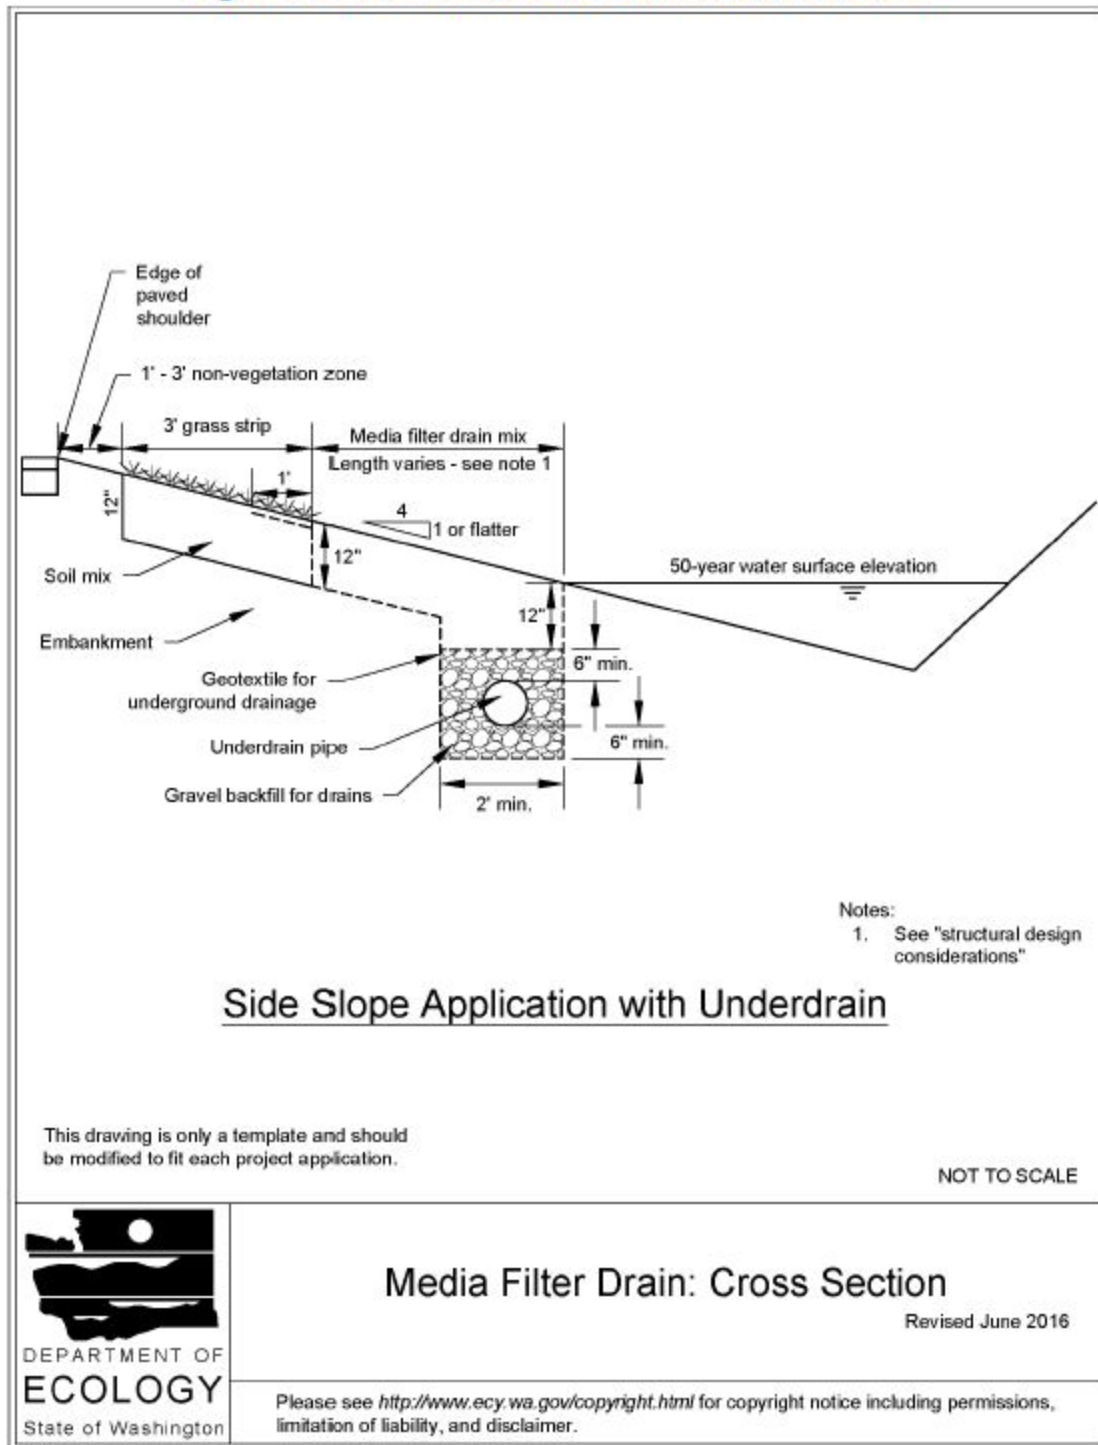 Edge of
paved
shoulder
1' - 3' non-vegetation zone
3' grass strip
Media filter drain mix
Length varies - see note 1
1'
12"
4
1 or flatter
12"
Soil mix
50-year water surface elevation
12"
Embankment
6" min.
Geotextile for
underground drainage
Underdrain pipe
6" min.
Gravel backfill for drains
2' min.
Notes:
1. See "structural design
considerations"
Side Slope Application with Underdrain
This drawing is only a template and should
be modified to fit each project application.
NOT TO SCALE
Media Filter Drain: Cross Section
Revised June 2016
DEPARTMENT OF
ECOLOGY
State of Washington
Please see http://www.ecy.wa.gov/copyright.html for copyright notice including permissions,
limitatiion of liability, and disclaimer.